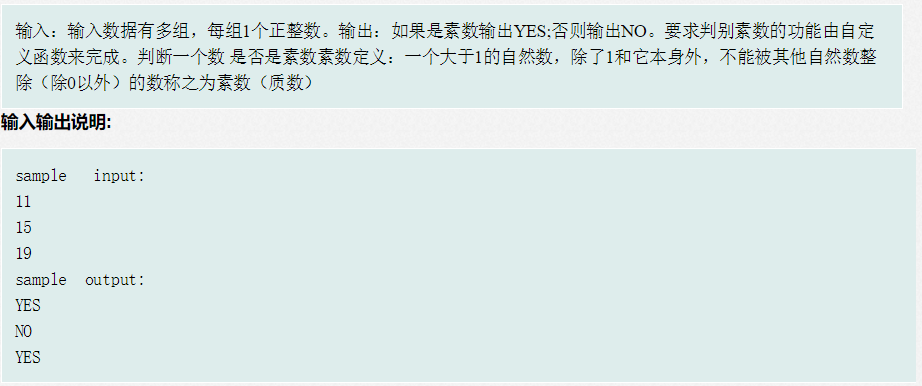 输入：输入数据有多组，每组1个正整数。输出：如果是素数输出YES;否则输出NO。要求判别素数的功能由自定
义函数来完成。判断一个数 是否是素数素数定义：一个大于1的自然数，除了1和它本身外，不能被其他自然数整
除（除0以外）的数称之为素数（质数）
输入输出说明:
sample   input:
11
15
19
sample  output:
YES
NO
YES